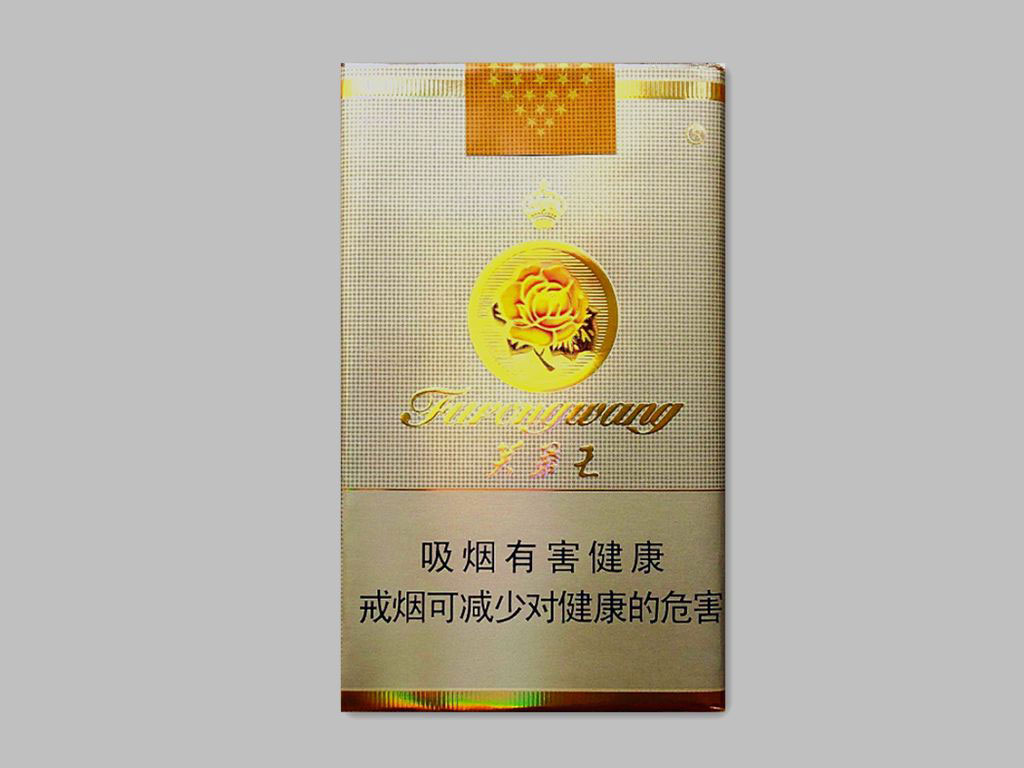 Furongwang
芙蓉王
吸烟有害健康
戒烟可减少对健康的危害